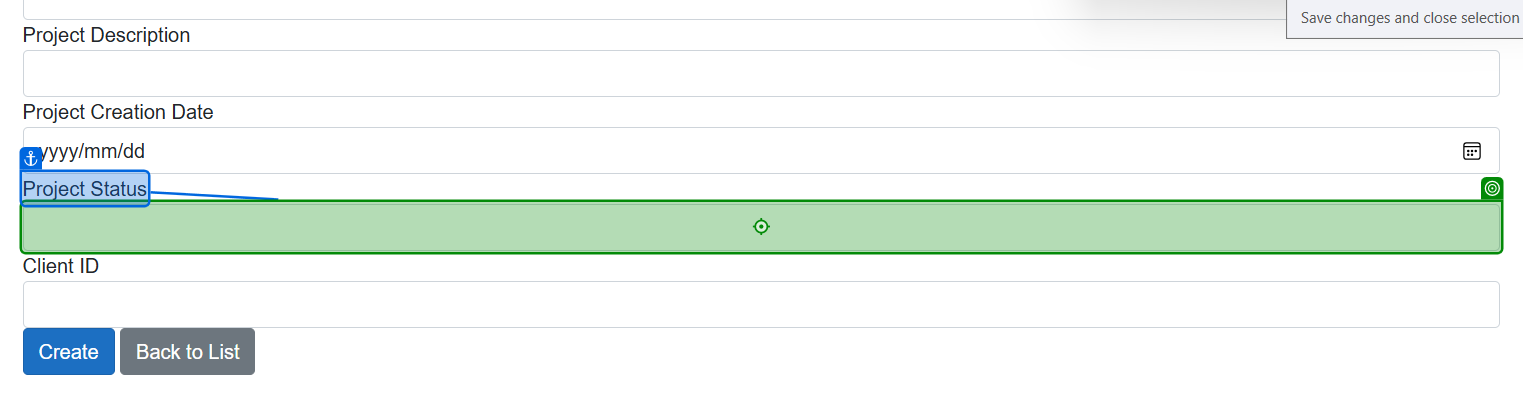 Save changes and close selection
Project Description
Project Creation Date
yyyy/mm/dd
Project Status
Client ID
Create Back to List